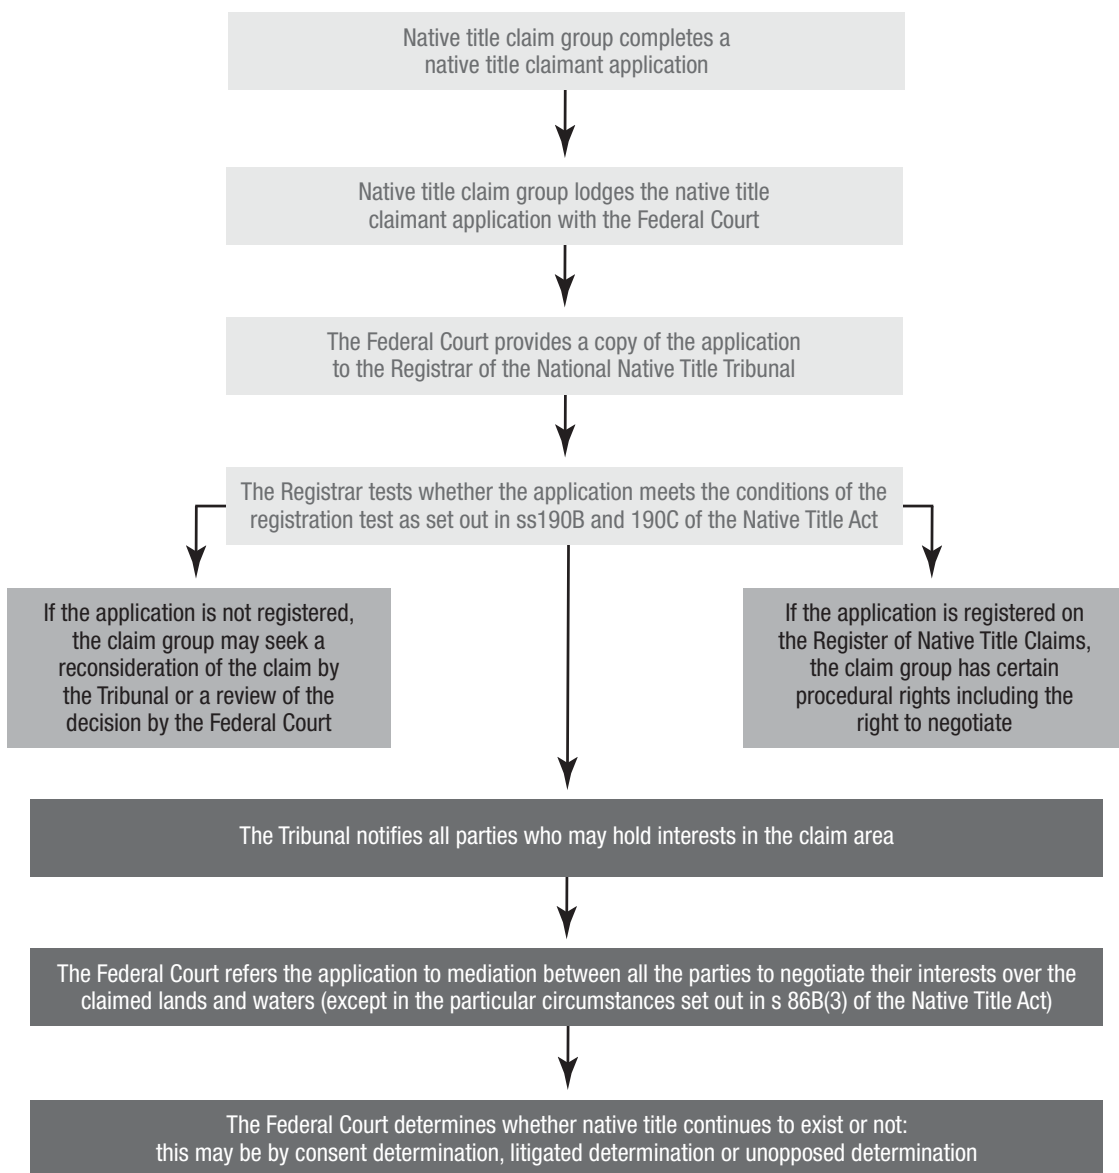 Native title claim group completes a
native title claimant application
Native title claim group lodges the native title
claimant application with the Federal Court
The Federal Court provides a copy of the application
to the Registrar of the National Native Title Tribunal
The Registrar tests whether the application meets the conditions of the
registration test as set out in ss190B and 190C of the Native Title Act
If the application is not registered,
the claim group may seek a
reconsideration of the claim by
the Tribunal or a review of the
decision by the Federal Court
If the application is registered on
the Register of Native Title Claims,
the claim group has certain
procedural rights including the
right to negotiate
The Tribunal notifies all parties who may hold interests in the claim area
The Federal Court refers the application to mediation between all the parties to negotiate their interests over the
claimed lands and waters (except in the particular circumstances set out in s 86B(3) of the Native Title Act)
The Federal Court determines whether native title continues to exist or not:
this may be by consent determination, litigated determination or unopposed determination